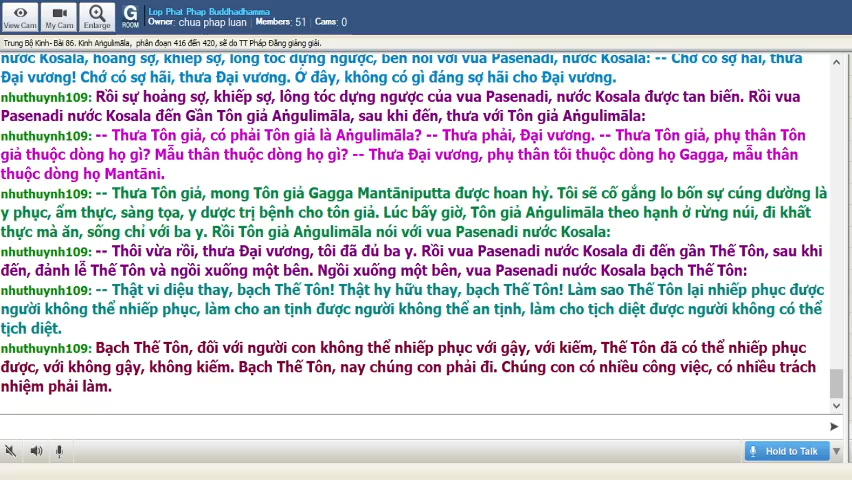 Lop Phat Phap Buddhadhamma
Owner: chua phap luan | Members: 51 | Cams: 0
View Cam
My Cam
Enlarge
G
ROOM
Trung Bộ Kinh- Bài 86. Kinh Aṅgulimāla, phân đoạn 416 đến 420, sẽ do TT Pháp Đăng giảng giải.
nước Kosala, hoảng sợ, khiếp sợ, lông tóc dựng ngược, bèn nói với vua Pasenadi, nước Kosala: -- Chớ có sợ hãi, thưa
Đại vương! Chớ có sợ hãi, thưa Đại vương. Ở đây, không có gì đáng sợ hãi cho Đại vương.
nhuthuynh109: Rồi sự hoảng sợ, khiếp sợ, lông tóc dựng ngược của vua Pasenadi, nước Kosala được tan biến. Rồi vua
Pasenadi nước Kosala đến Gần Tôn giả Aṅgulimāla, sau khi đến, thưa với Tôn giả Aṅgulimāla:
nhuthuynh109: -- Thưa Tôn giả, có phải Tôn giả là Aṅgulimāla? -- Thưa phải, Đại vương. -- Thưa Tôn giả, phụ thân Tôn
giả thuộc dòng họ gì? Mẫu thân thuộc dòng họ gì? -- Thưa Đại vương, phụ thân tôi thuộc dòng họ Gagga, mẫu thân
thuộc dòng họ Mantāni.
nhuthuynh109: -- Thưa Tôn giả, mong Tôn giả Gagga Mantāniputta được hoan hỷ. Tôi sẽ cố gắng lo bốn sự cúng dường là
y phục, ẩm thực, sàng tọa, y dược trị bệnh cho tôn giả. Lúc bấy giờ, Tôn giả Aṅgulimāla theo hạnh ở rừng núi, đi khất
thực mà ăn, sống chỉ với ba y. Rồi Tôn giả Aṅgulimāla nói với vua Pasenadi nước Kosala:
nhuthuynh109: -- Thôi vừa rồi, thưa Đại vương, tôi đã đủ ba y. Rồi vua Pasenadi nước Kosala đi đến gần Thế Tôn, sau khi
đến, đảnh lễ Thế Tôn và ngồi xuống một bên. Ngồi xuống một bên, vua Pasenadi nước Kosala bạch Thế Tôn:
nhuthuynh109: -- Thật vi diệu thay, bạch Thế Tôn! Thật hy hữu thay, bạch Thế Tôn! Làm sao Thế Tôn lại nhiếp phục được
người không thể nhiếp phục, làm cho an tịnh được người không thể an tịnh, làm cho tịch diệt được người không có thể
tịch diệt.
nhuthuynh109: Bạch Thế Tôn, đối với người con không thể nhiếp phục với gậy, với kiếm, Thế Tôn đã có thể nhiếp phục
được, với không gậy, không kiếm. Bạch Thế Tôn, nay chúng con phải đi. Chúng con có nhiều công việc, có nhiều trách
nhiệm phải làm.
Hold to Talk